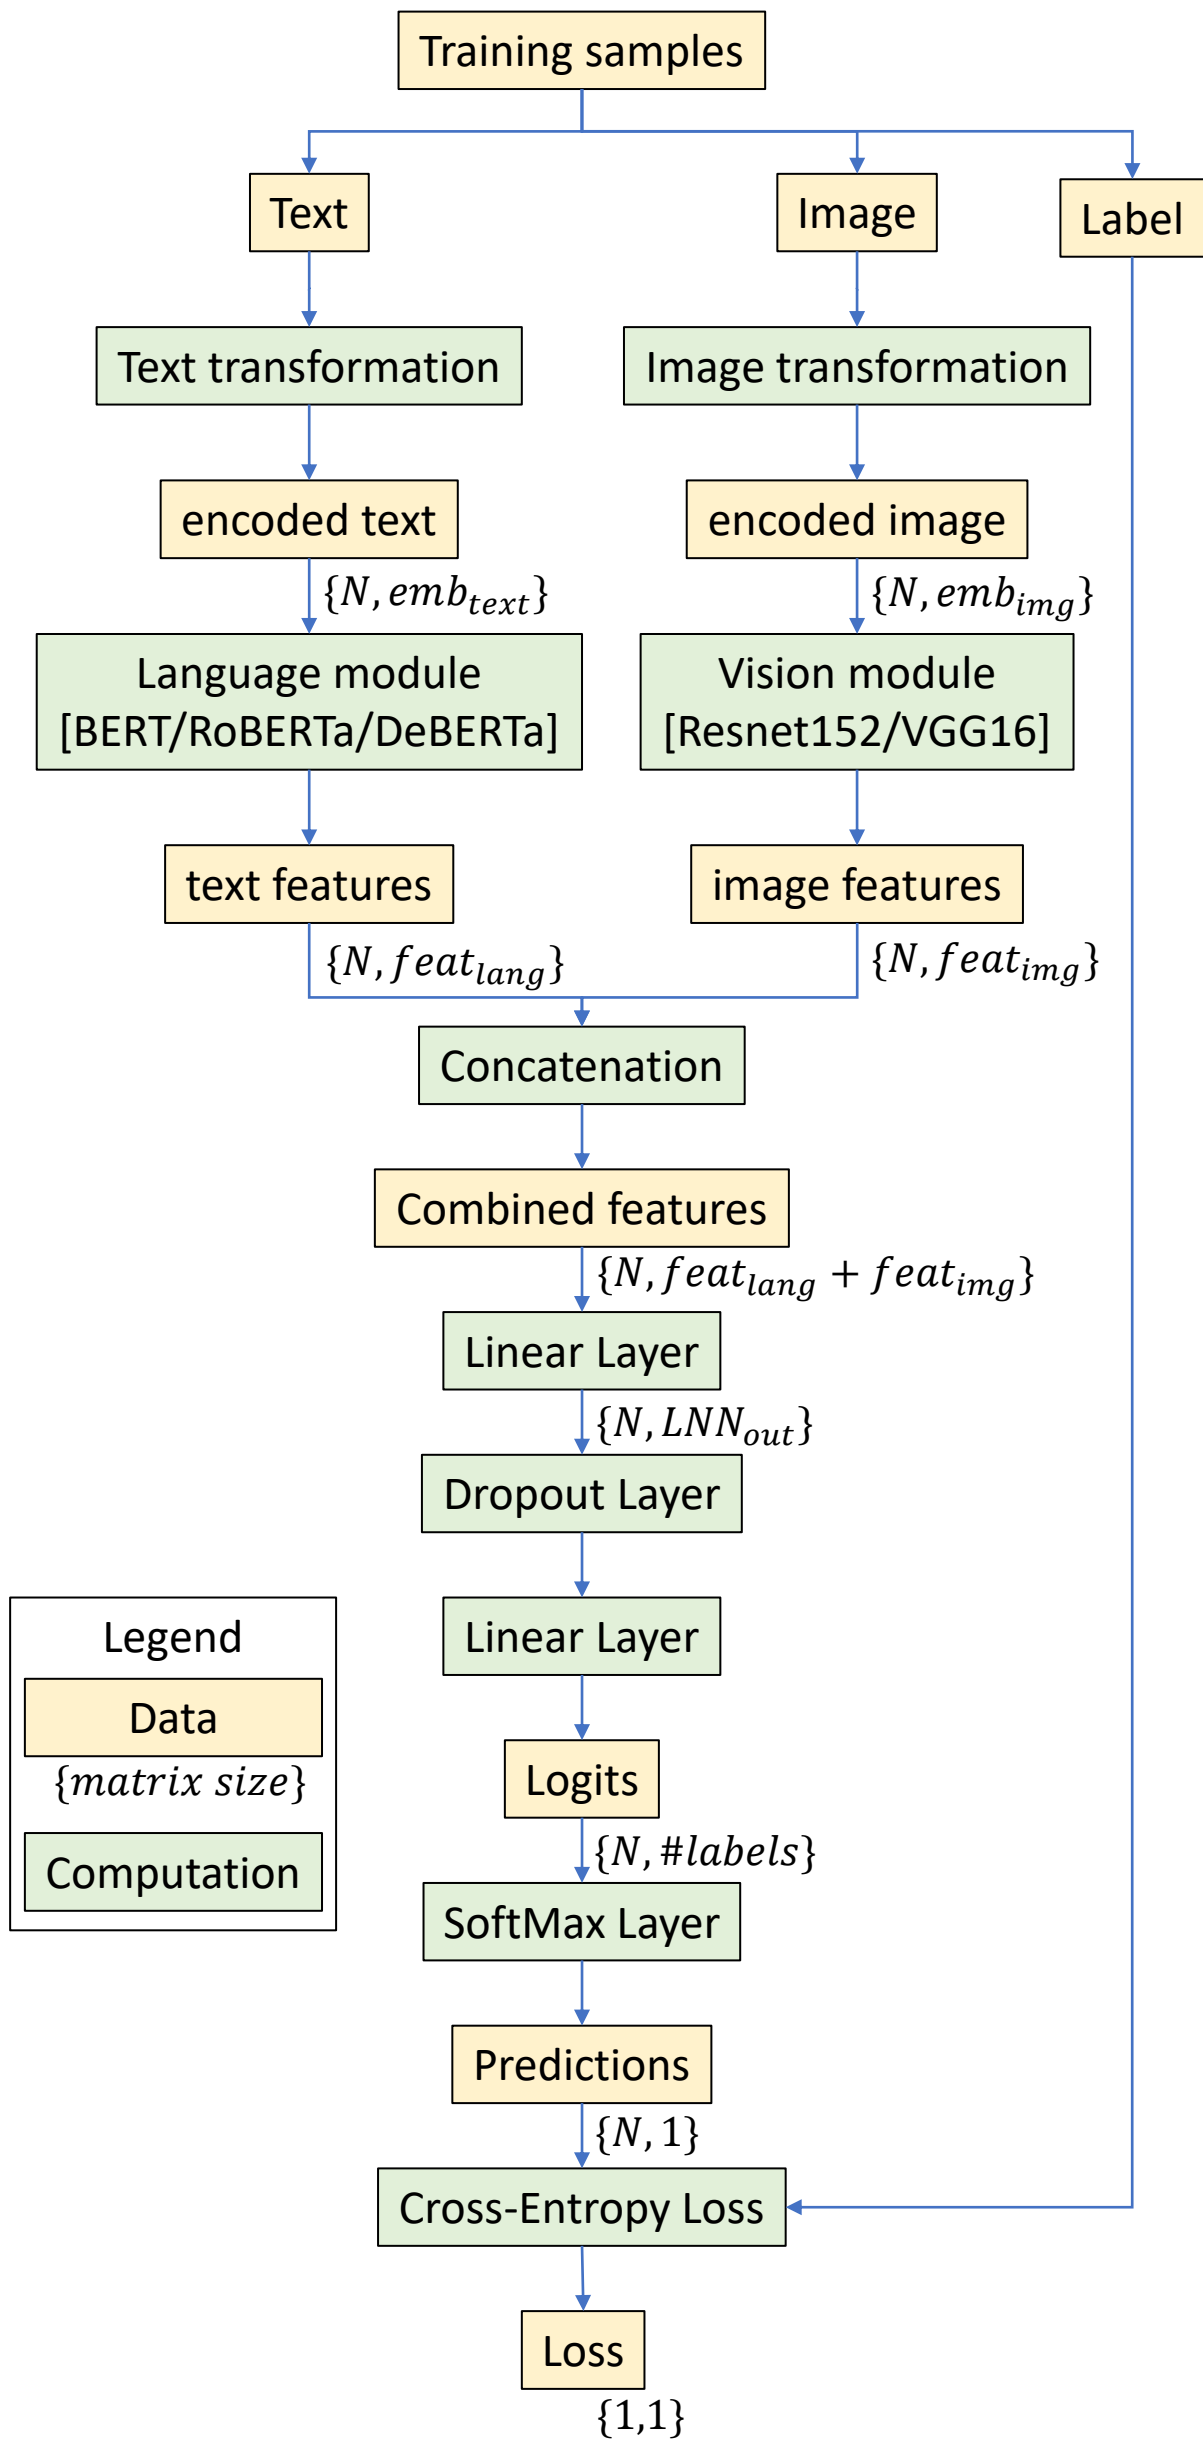 Training samples
Text
Image
Label
Text transformation
Image transformation
encoded text
encoded image
{N, emb_text}
{N, emb_img}
Language module
[BERT/RoBERTa/DeBERTa]
Vision module
[Resnet152/VGG16]
text features
image features
{N, feat_lang}
{N, feat_img}
Concatenation
Combined features
{N, feat_lang + feat_img}
Linear Layer
{N, LNN_out}
Dropout Layer
Linear Layer
Logits
{N, #labels}
SoftMax Layer
Predictions
{N, 1}
Cross-Entropy Loss
Loss
{1,1}
Legend
Data
{matrix size}
Computation